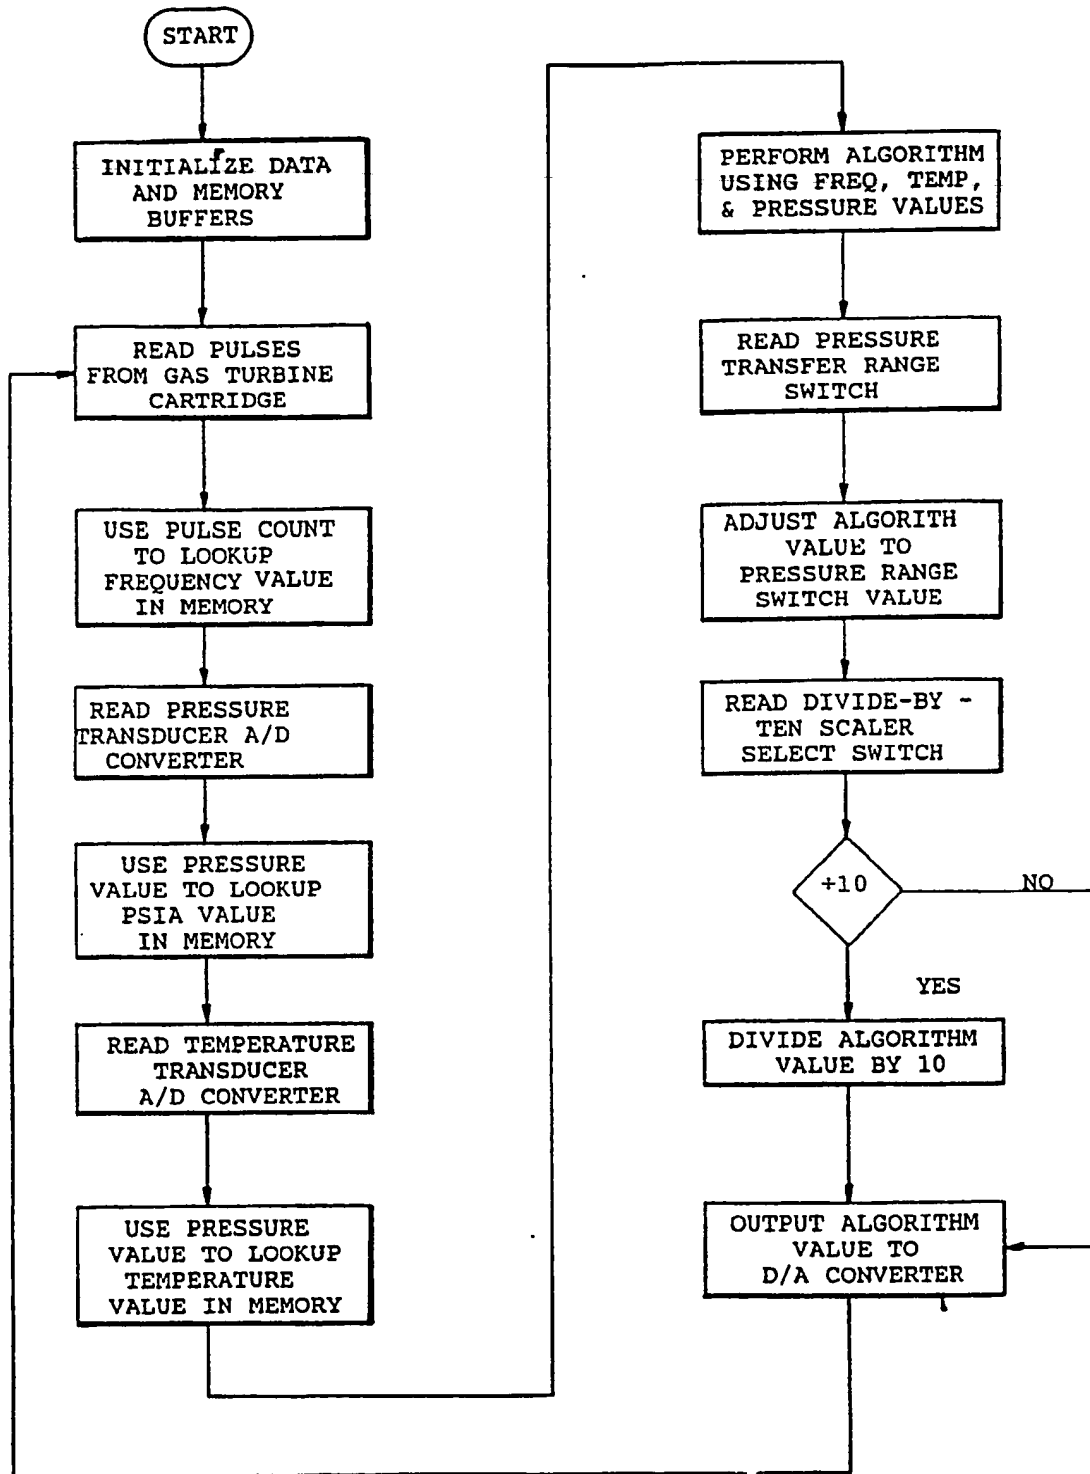 START
INITIALIZE DATA
AND MEMORY
BUFFERS
READ PULSES
FROM GAS TURBINE
CARTRIDGE
USE PULSE COUNT
TO LOOKUP
FREQUENCY VALUE
IN MEMORY
READ PRESSURE
TRANSDUCER A/D
CONVERTER
USE PRESSURE
VALUE TO LOOKUP
PSIA VALUE
IN MEMORY
READ TEMPERATURE
TRANSDUCER
A/D CONVERTER
USE PRESSURE
VALUE TO LOOKUP
TEMPERATURE
VALUE IN MEMORY
PERFORM ALGORITHM
USING FREQ, TEMP,
& PRESSURE VALUES
READ PRESSURE
TRANSFER RANGE
SWITCH
ADJUST ALGORITH
VALUE TO
PRESSURE RANGE
SWITCH VALUE
READ DIVIDE-BY -
TEN SCALER
SELECT SWITCH
+10
NO
YES
DIVIDE ALGORITHM
VALUE BY 10
OUTPUT ALGORITHM
VALUE TO
D/A CONVERTER